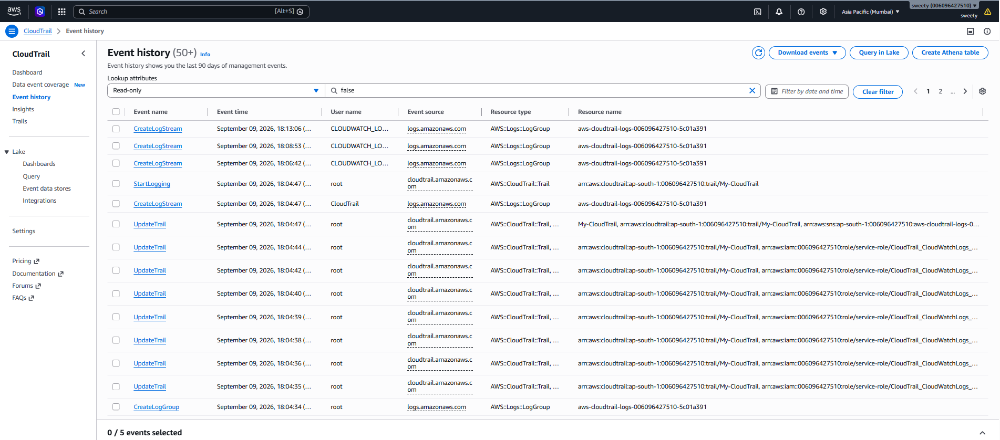 aws
Search [Alt+S]
Asia Pacific (Mumbai)
sweety (006096427510)
sweety
CloudTrail > Event history
CloudTrail
Dashboard
Data event coverage New
Event history
Insights
Trails
Lake
Dashboards
Query
Event data stores
Integrations
Settings
Pricing
Documentation
Forums
FAQs
Event history (50+) Info
Event history shows you the last 90 days of management events.
Download events
Query in Lake
Create Athena table
Lookup attributes
Read-only
false
Filter by date and time
Clear filter
1 2 ...
Event name Event time User name Event source Resource type Resource name
CreateLogStream September 09, 2026, 18:13:06 (... CLOUDWATCH_LO... logs.amazonaws.com AWS::Logs::LogGroup aws-cloudtrail-logs-006096427510-5c01a391
CreateLogStream September 09, 2026, 18:08:53 (... CLOUDWATCH_LO... logs.amazonaws.com AWS::Logs::LogGroup aws-cloudtrail-logs-006096427510-5c01a391
CreateLogStream September 09, 2026, 18:06:42 (... CLOUDWATCH_LO... logs.amazonaws.com AWS::Logs::LogGroup aws-cloudtrail-logs-006096427510-5c01a391
StartLogging September 09, 2026, 18:04:47 (... root cloudtrail.amazonaws.com AWS::CloudTrail::Trail arn:aws:cloudtrail:ap-south-1:006096427510:trail/My-CloudTrail
CreateLogStream September 09, 2026, 18:04:47 (... CloudTrail logs.amazonaws.com AWS::Logs::LogGroup aws-cloudtrail-logs-006096427510-5c01a391
UpdateTrail September 09, 2026, 18:04:47 (... root cloudtrail.amazonaws.com AWS::CloudTrail::Trail, ... My-CloudTrail, arn:aws:cloudtrail:ap-south-1:006096427510:trail/My-CloudTrail, arn:aws:sns:ap-south-1:006096427510:aws-cloudtrail-logs-0...
UpdateTrail September 09, 2026, 18:04:44 (... root cloudtrail.amazonaws.com AWS::CloudTrail::Trail, ... arn:aws:cloudtrail:ap-south-1:006096427510:trail/My-CloudTrail, arn:aws:iam::006096427510:role/service-role/CloudTrail_CloudWatchLogs_...
UpdateTrail September 09, 2026, 18:04:42 (... root cloudtrail.amazonaws.com AWS::CloudTrail::Trail, ... arn:aws:cloudtrail:ap-south-1:006096427510:trail/My-CloudTrail, arn:aws:iam::006096427510:role/service-role/CloudTrail_CloudWatchLogs_...
UpdateTrail September 09, 2026, 18:04:40 (... root cloudtrail.amazonaws.com AWS::CloudTrail::Trail, ... arn:aws:cloudtrail:ap-south-1:006096427510:trail/My-CloudTrail, arn:aws:iam::006096427510:role/service-role/CloudTrail_CloudWatchLogs_...
UpdateTrail September 09, 2026, 18:04:39 (... root cloudtrail.amazonaws.com AWS::CloudTrail::Trail, ... arn:aws:cloudtrail:ap-south-1:006096427510:trail/My-CloudTrail, arn:aws:iam::006096427510:role/service-role/CloudTrail_CloudWatchLogs_...
UpdateTrail September 09, 2026, 18:04:38 (... root cloudtrail.amazonaws.com AWS::CloudTrail::Trail, ... arn:aws:cloudtrail:ap-south-1:006096427510:trail/My-CloudTrail, arn:aws:iam::006096427510:role/service-role/CloudTrail_CloudWatchLogs_...
UpdateTrail September 09, 2026, 18:04:36 (... root cloudtrail.amazonaws.com AWS::CloudTrail::Trail, ... arn:aws:cloudtrail:ap-south-1:006096427510:trail/My-CloudTrail, arn:aws:iam::006096427510:role/service-role/CloudTrail_CloudWatchLogs_...
UpdateTrail September 09, 2026, 18:04:35 (... root cloudtrail.amazonaws.com AWS::CloudTrail::Trail, ... arn:aws:cloudtrail:ap-south-1:006096427510:trail/My-CloudTrail, arn:aws:iam::006096427510:role/service-role/CloudTrail_CloudWatchLogs_...
CreateLogGroup September 09, 2026, 18:04:34 (... root logs.amazonaws.com AWS::Logs::LogGroup aws-cloudtrail-logs-006096427510-5c01a391
0 / 5 events selected